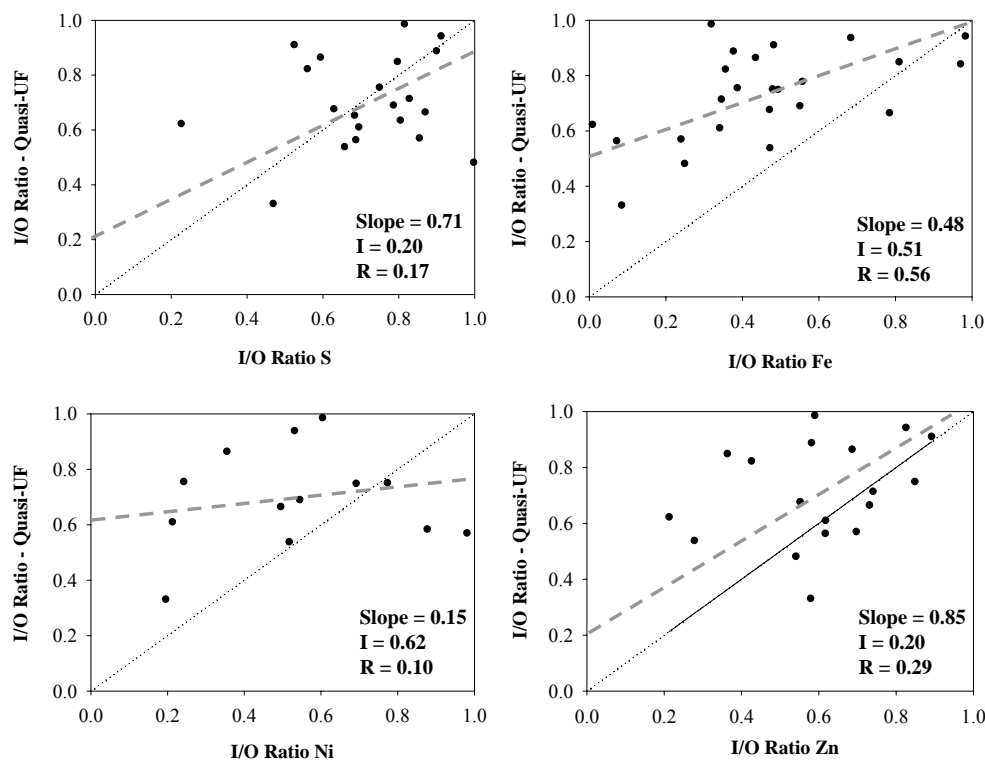 I/O Ratio - Quasi-UF
1.0
0.8
0.6
0.4
0.2
0.0
Slope = 0.71
I = 0.20
R = 0.17
0.0 0.2 0.4 0.6 0.8 1.0
I/O Ratio S
I/O Ratio - Quasi-UF
1.0
0.8
0.6
0.4
0.2
0.0
Slope = 0.48
I = 0.51
R = 0.56
0.0 0.2 0.4 0.6 0.8 1.0
I/O Ratio Fe
I/O Ratio - Quasi-UF
1.0
0.8
0.6
0.4
0.2
0.0
Slope = 0.15
I = 0.62
R = 0.10
0.0 0.2 0.4 0.6 0.8 1.0
I/O Ratio Ni
I/O Ratio - Quasi-UF
1.0
0.8
0.6
0.4
0.2
0.0
Slope = 0.85
I = 0.20
R = 0.29
0.0 0.2 0.4 0.6 0.8 1.0
I/O Ratio Zn